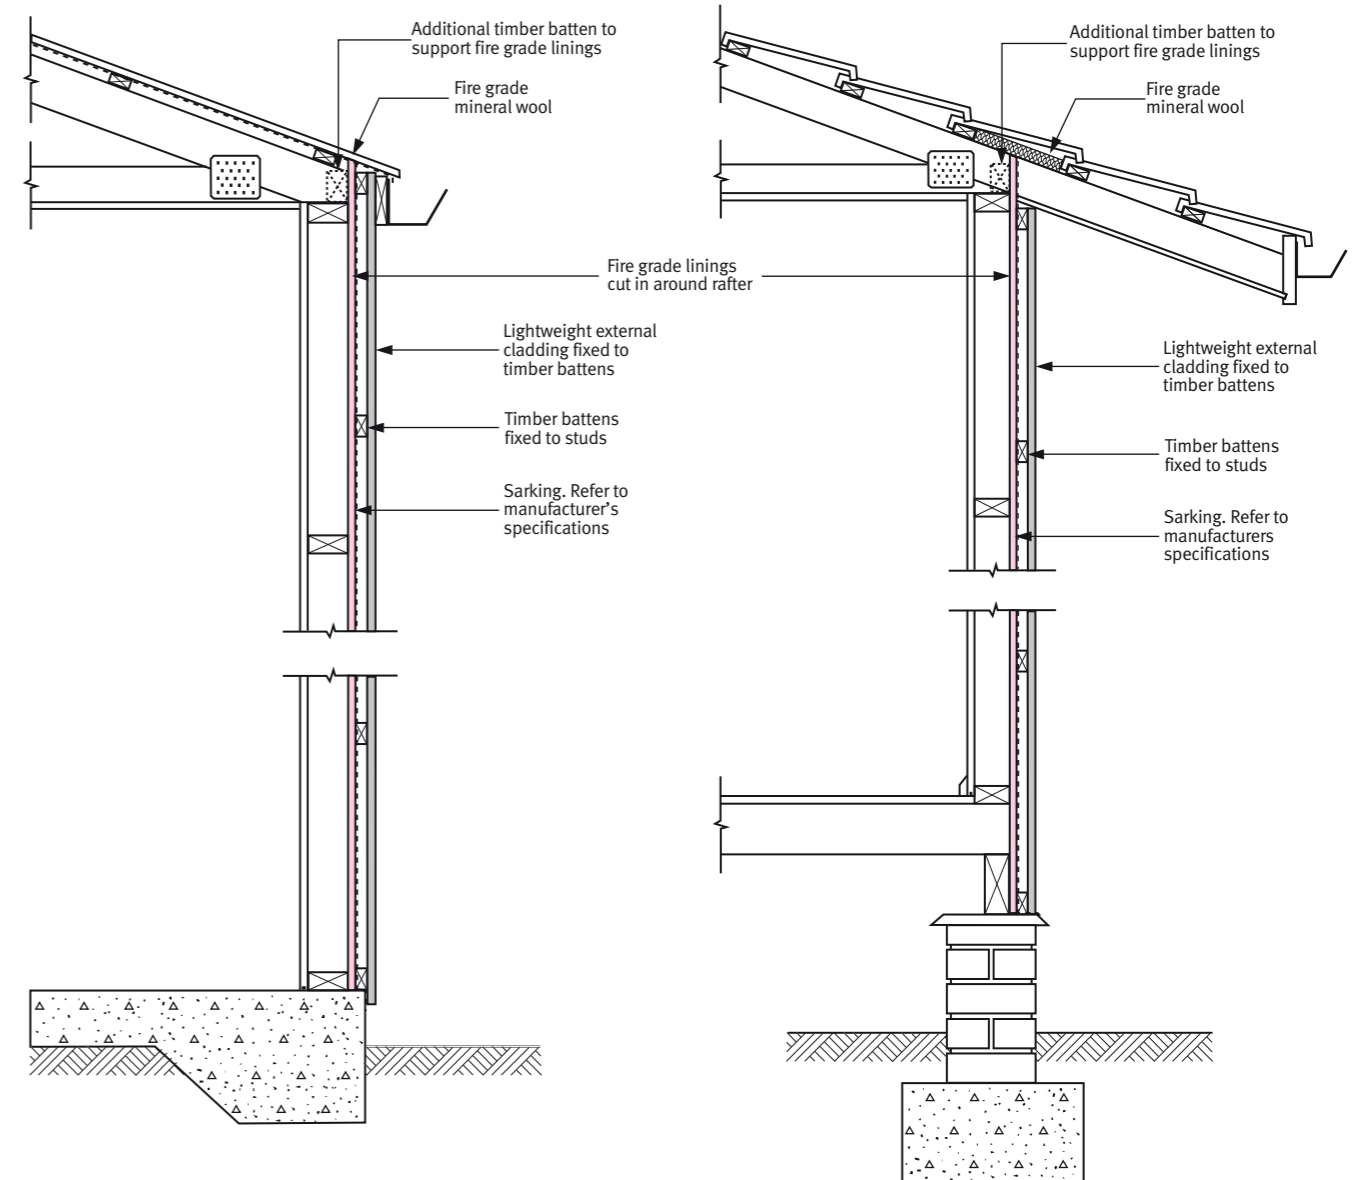 Additional timber batten to
support fire grade linings
Fire grade
mineral wool
Fire grade linings
cut in around rafter
Lightweight external
cladding fixed to
timber battens
Timber battens
fixed to studs
Sarking. Refer to
manufacturer’s
specifications
Additional timber batten to
support fire grade linings
Fire grade
mineral wool
Lightweight external
cladding fixed to
timber battens
Timber battens
fixed to studs
Sarking. Refer to
manufacturers
specifications